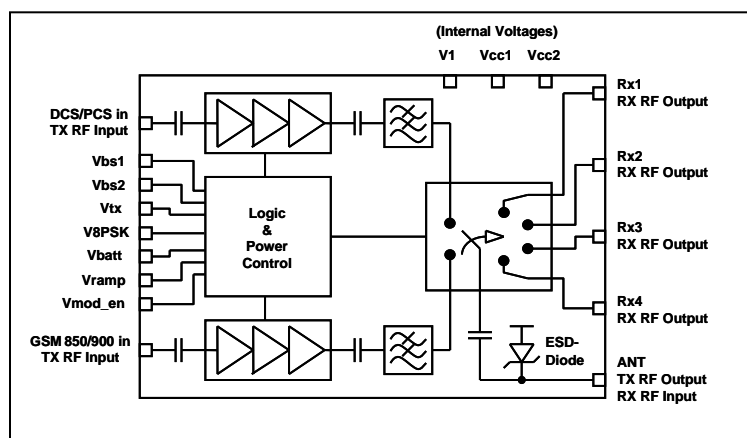 (Internal Voltages)
V1 Vcc1 Vcc2
DCS/PCS in
TX RF Input
Vbs1
Vbs2
Vtx
V8PSK
Vbatt
Vramp
Vmod_en
GSM 850/900 in
TX RF Input
Logic
&
Power
Control
Rx1
RX RF Output
Rx2
RX RF Output
Rx3
RX RF Output
Rx4
RX RF Output
ESD-
Diode
ANT
TX RF Output
RX RF Input